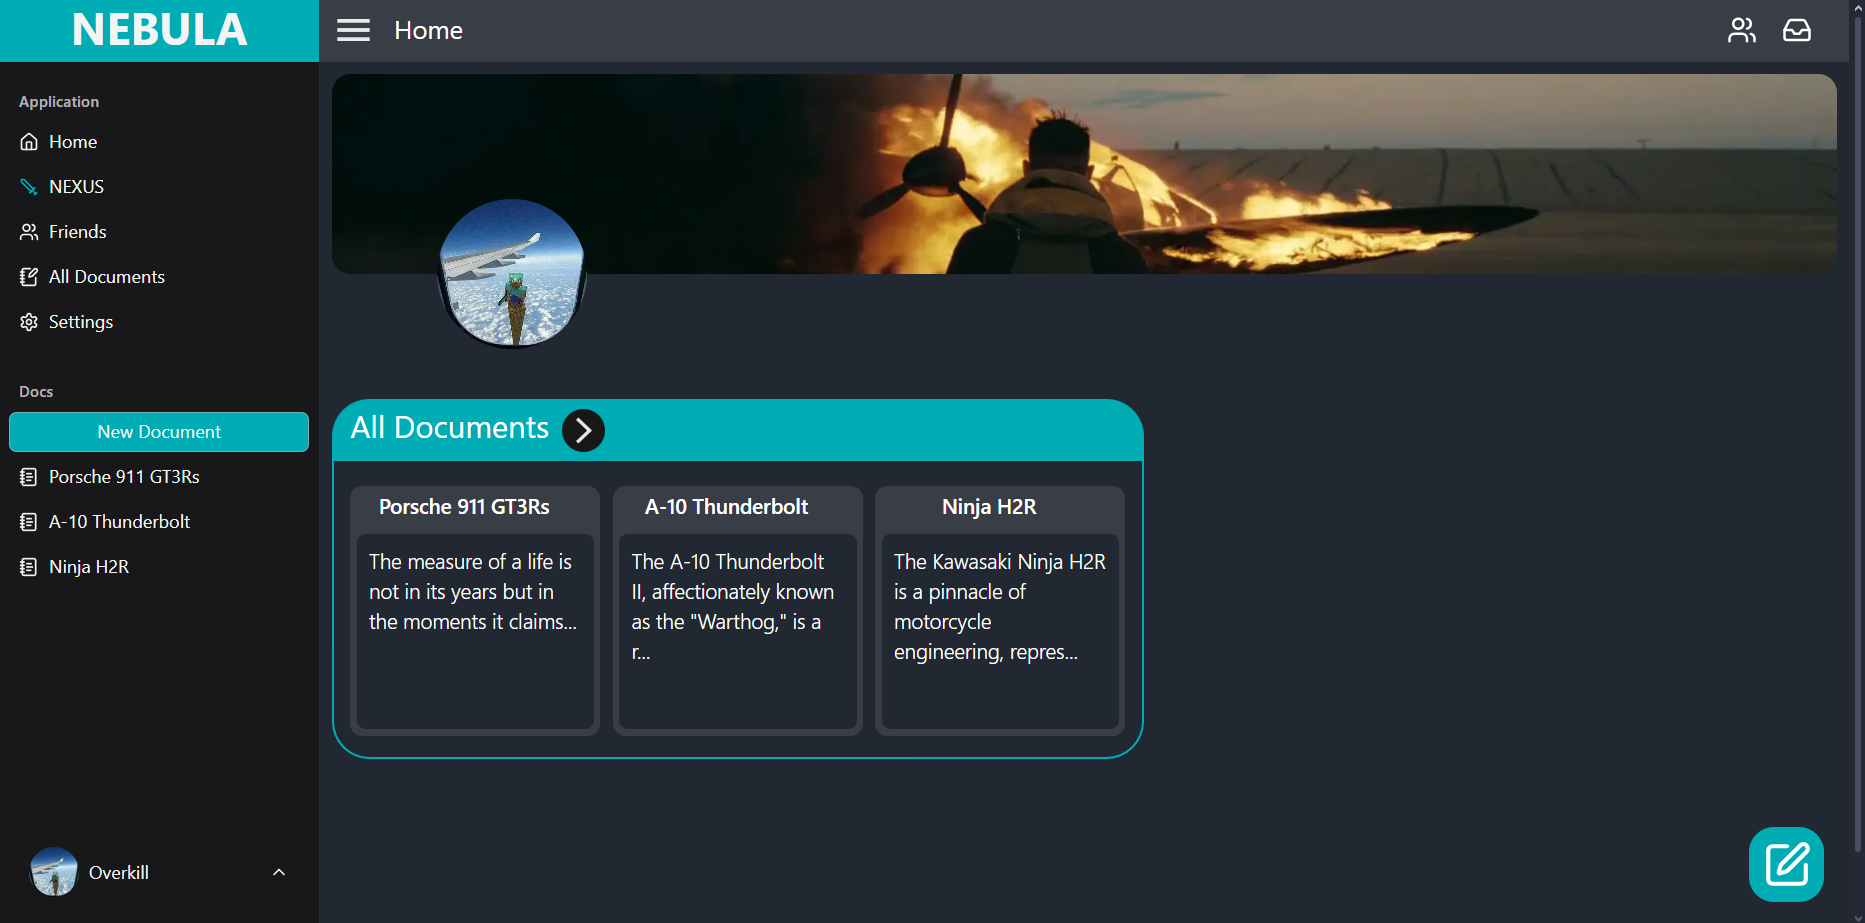 NEBULA
Home
Application
Home
NEXUS
Friends
All Documents
Settings
Docs
New Document
Porsche 911 GT3Rs
A-10 Thunderbolt
Ninja H2R
Overkill
All Documents
Porsche 911 GT3Rs
The measure of a life is
not in its years but in
the moments it claims...
A-10 Thunderbolt
The A-10 Thunderbolt
II, affectionately known
as the "Warthog," is a
r...
Ninja H2R
The Kawasaki Ninja H2R
is a pinnacle of
motorcycle
engineering, repres...